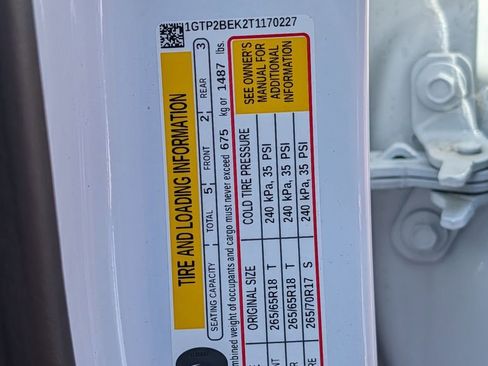 1GTP2BEK2T1170227
TIRE AND LOADING INFORMATION
SEATING CAPACITY TOTAL 5 FRONT 2 REAR 3
ombined weight of occupants and cargo must never exceed 675 kg or 1487 lbs.
ORIGINAL SIZE COLD TIRE PRESSURE
265/65R18 T 240 kPa, 35 PSI
265/65R18 T 240 kPa, 35 PSI
265/70R17 S 240 kPa, 35 PSI
SEE OWNER'S
MANUAL FOR
ADDITIONAL
INFORMATION